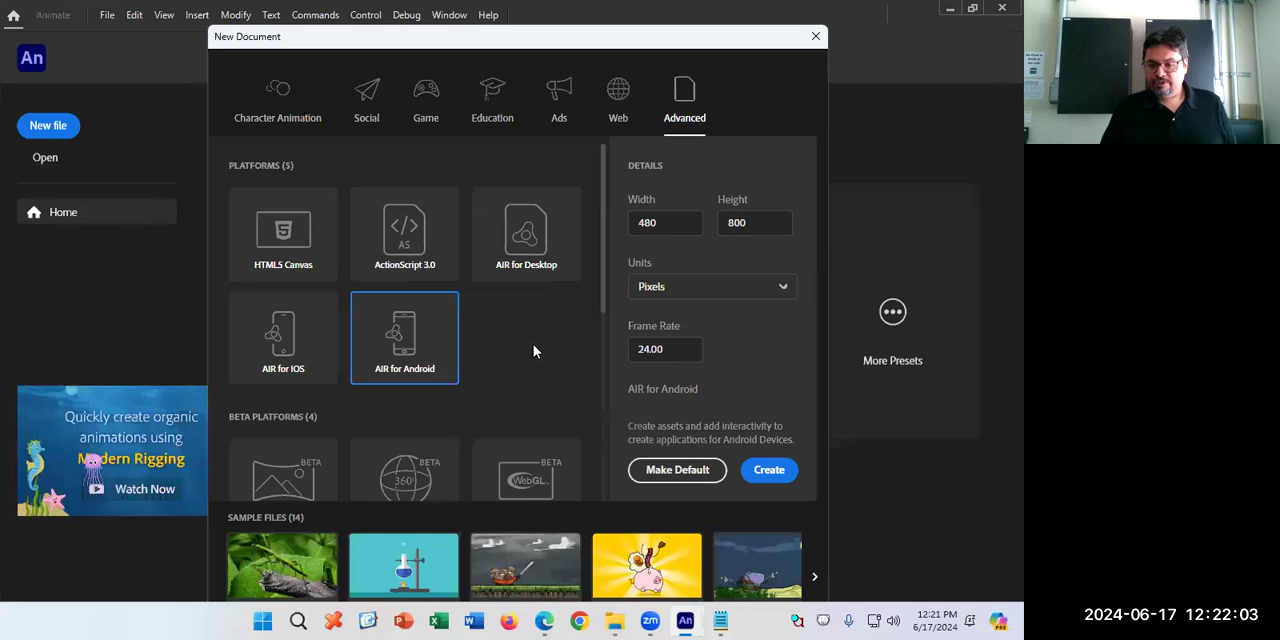 Animate File Edit View Insert Modify Text Commands Control Debug Window Help
An
New file
Open
Home
Quickly create organic
animations using
Modern Rigging
Watch Now
New Document
Character Animation Social Game Education Ads Web Advanced
PLATFORMS (5)
HTML5 Canvas
AS
ActionScript 3.0
AIR for Desktop
AIR for IOS
AIR for Android
BETA PLATFORMS (4)
BETA
360
BETA
WebGL
BETA
SAMPLE FILES (14)
DETAILS
Width Height
480 800
Units
Pixels
Frame Rate
24.00
AIR for Android
Create assets and add interactivity to
create applications for Android Devices.
Make Default Create
More Presets
An
12:21 PM
6/17/2024
PRE
2024-06-17 12:22:03